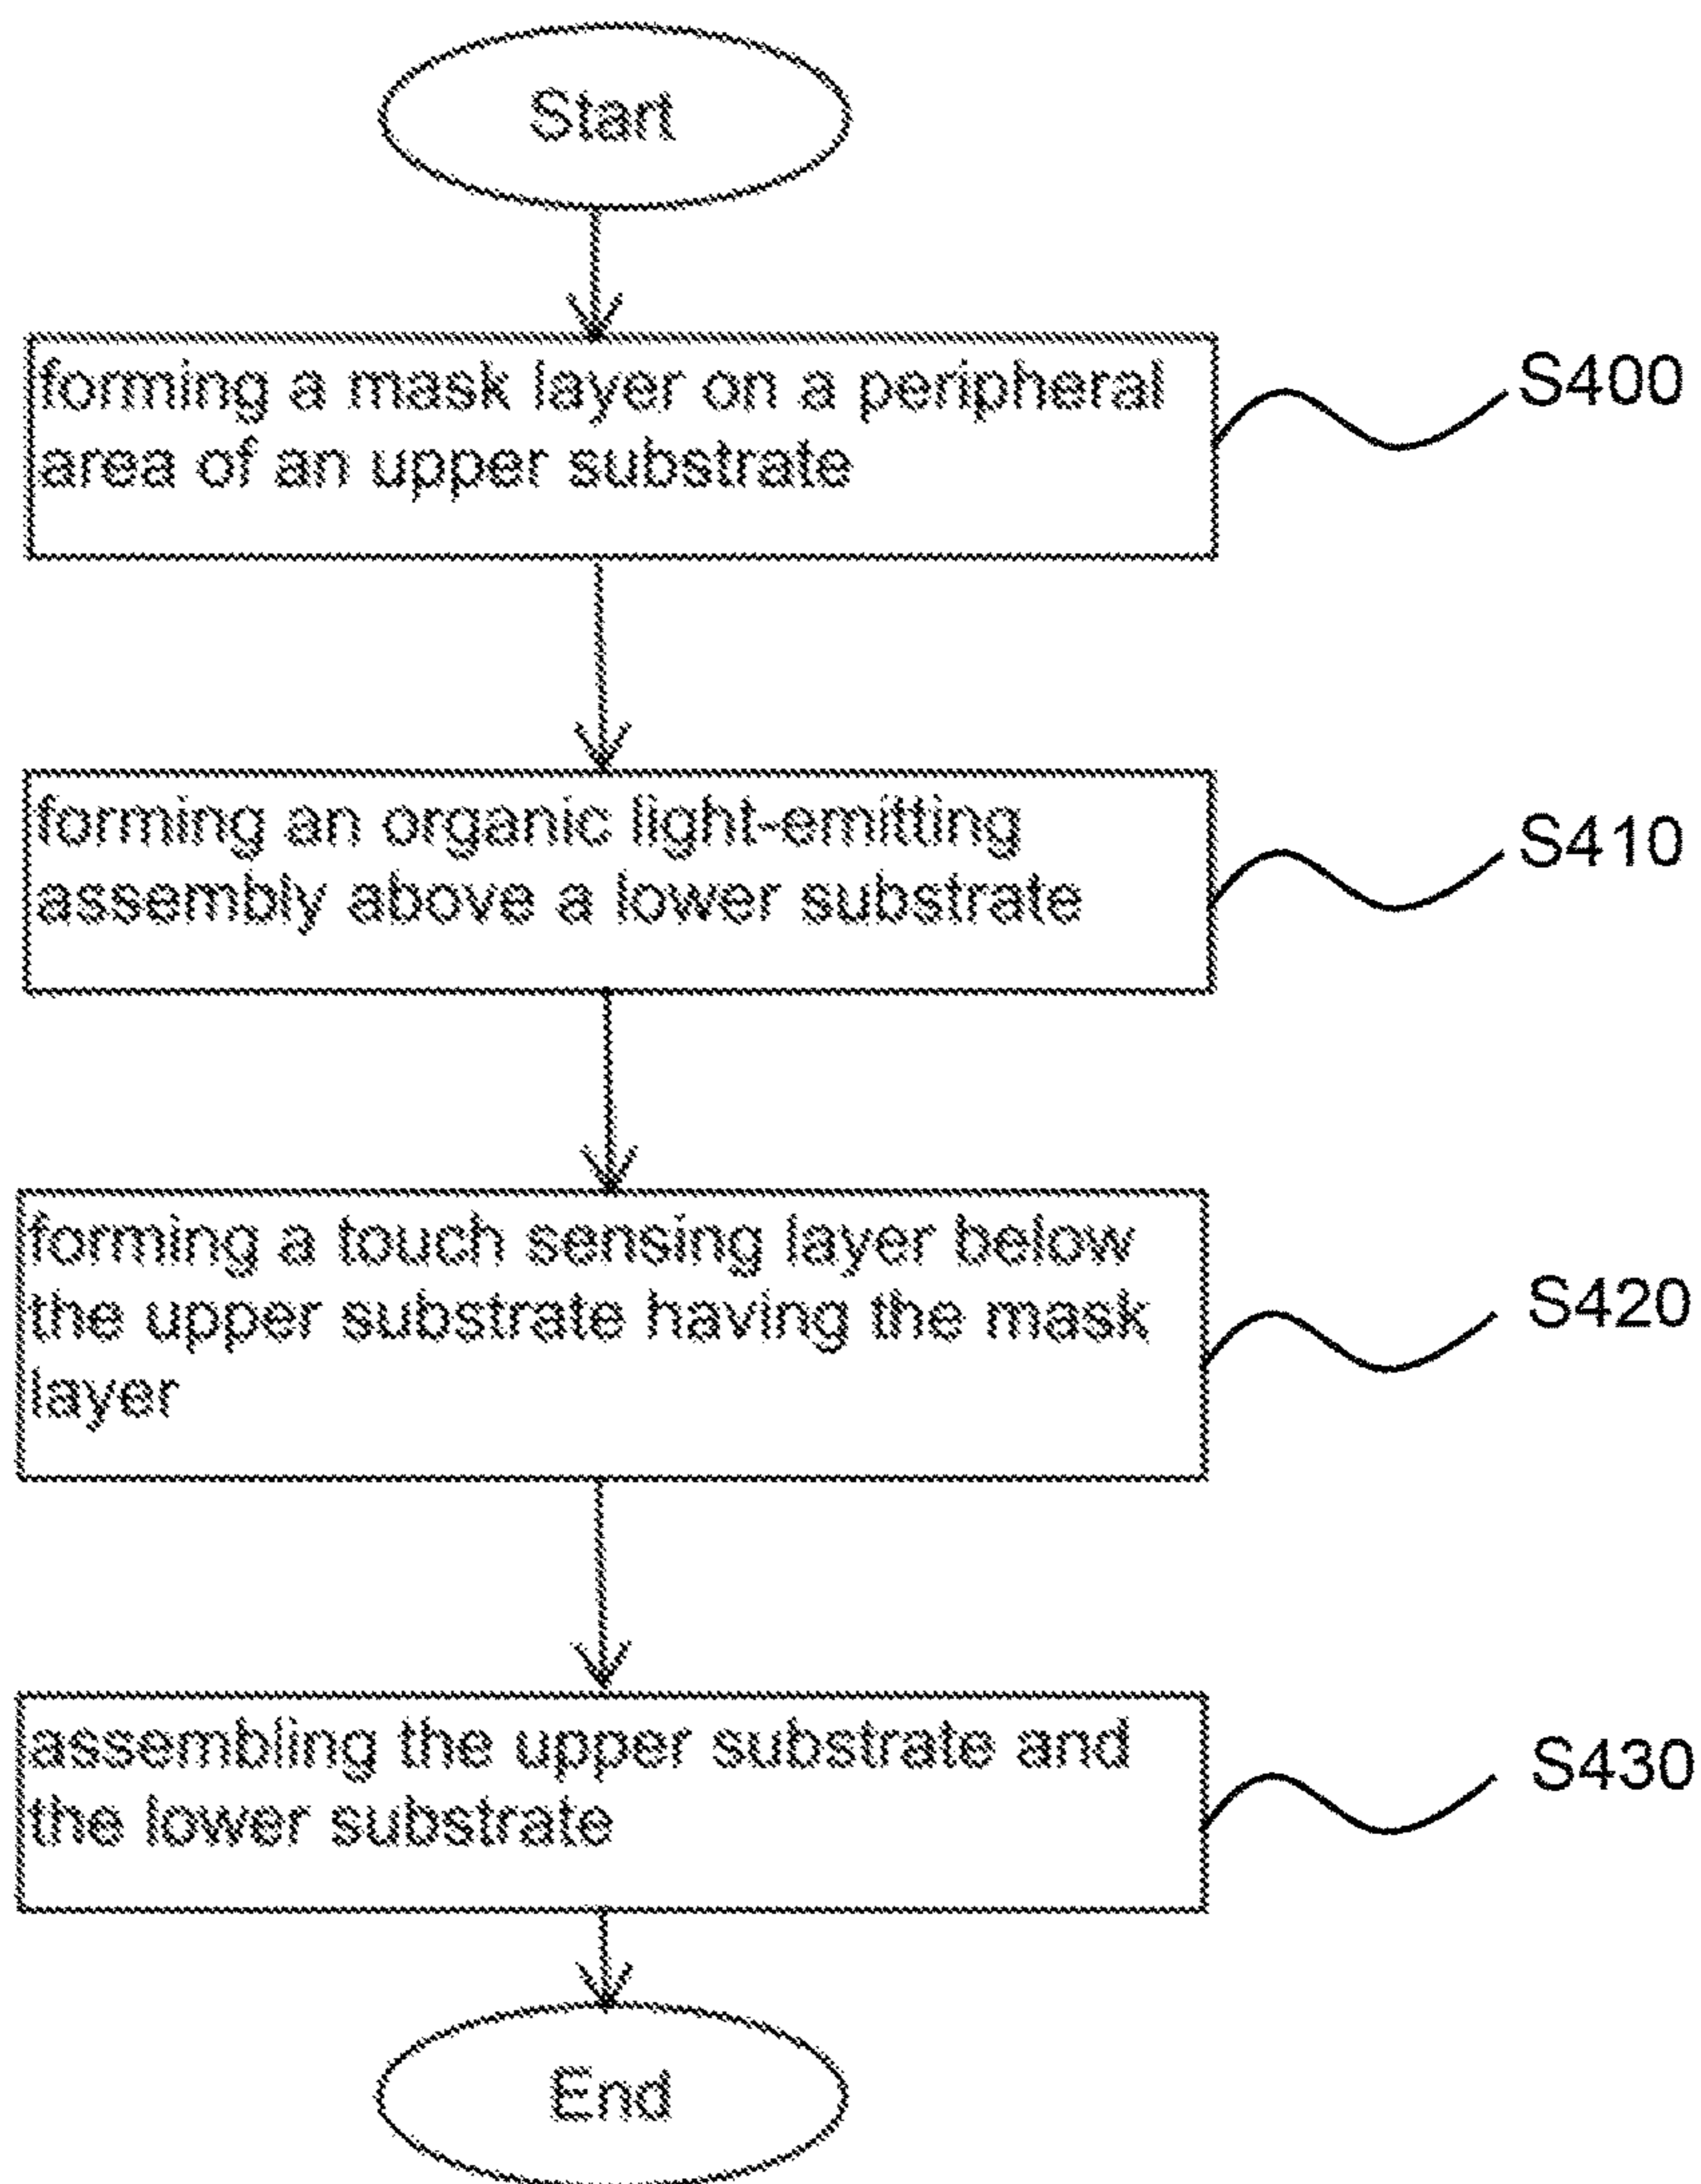 Start
forming a mask layer on a peripheral
area of an upper substrate
S400
forming an organic light-emitting
assembly above a lower substrate
S410
forming a touch sensing layer below
the upper substrate having the mask
layer
S420
assembling the upper substrate and
the lower substrate
S430
End